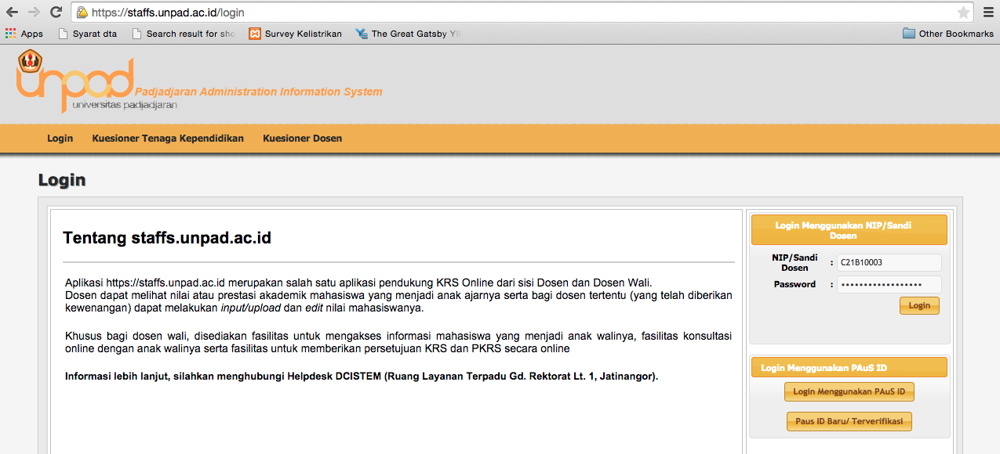 https://staffs.unpad.ac.id/login
Apps Syarat dta Search result for sho Survey Kelistrikan The Great Gatsby YI Other Bookmarks
unpad
Padjadjaran Administration Information System
universitas padjadjaran
Login Kuesioner Tenaga Kependidikan Kuesioner Dosen
Login
Tentang staffs.unpad.ac.id
Aplikasi https://staffs.unpad.ac.id merupakan salah satu aplikasi pendukung KRS Online dari sisi Dosen dan Dosen Wali.
Dosen dapat melihat nilai atau prestasi akademik mahasiswa yang menjadi anak ajarnya serta bagi dosen tertentu (yang telah diberikan
kewenangan) dapat melakukan input/upload dan edit nilai mahasiswanya.
Khusus bagi dosen wali, disediakan fasilitas untuk mengakses informasi mahasiswa yang menjadi anak walinya, fasilitas konsultasi
online dengan anak walinya serta fasilitas untuk memberikan persetujuan KRS dan PKRS secara online
Informasi lebih lanjut, silahkan menghubungi Helpdesk DCISTEM (Ruang Layanan Terpadu Gd. Rektorat Lt. 1, Jatinangor).
Login Menggunakan NIP/Sandi
Dosen
NIP/Sandi
Dosen : C21B10003
Password : ••••••••••••••••••
Login
Login Menggunakan PAuS ID
Login Menggunakan PAuS ID
Paus ID Baru/ Terverifikasi